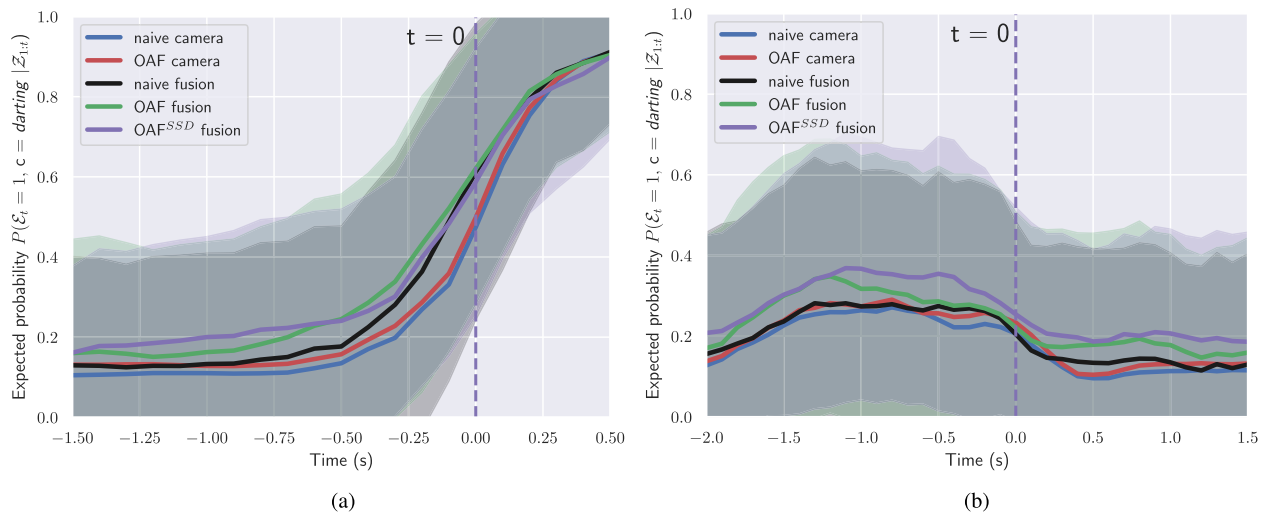 Expected probability P(ℰₜ = 1, c = darting |𝒵₁:ₜ)
1.0
0.8
0.6
0.4
0.2
0.0
naive camera
OAF camera
naive fusion
OAF fusion
OAF^SSD fusion
t = 0
−1.50 −1.25 −1.00 −0.75 −0.50 −0.25 0.00 0.25 0.50
Time (s)
(a)
Expected probability P(ℰₜ = 1, c = darting |𝒵₁:ₜ)
1.0
0.8
0.6
0.4
0.2
0.0
naive camera
OAF camera
naive fusion
OAF fusion
OAF^SSD fusion
t = 0
−2.0 −1.5 −1.0 −0.5 0.0 0.5 1.0 1.5
Time (s)
(b)